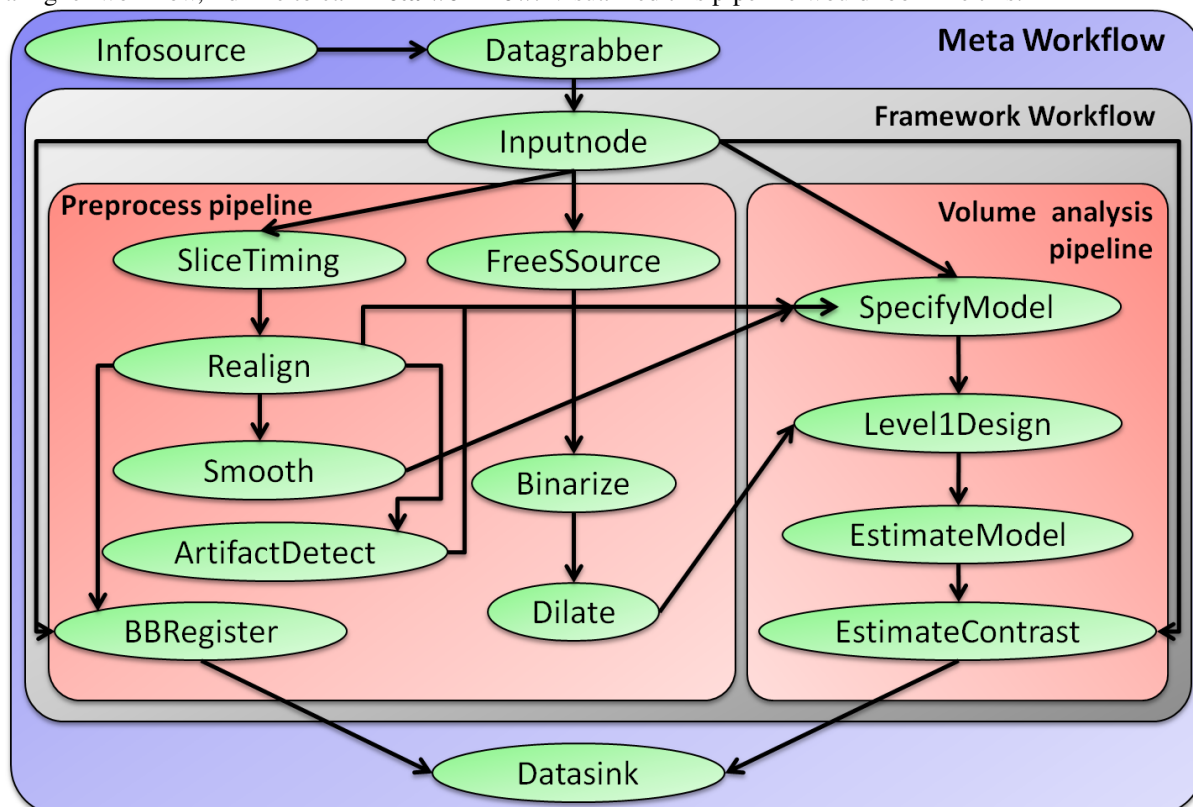 Infosource
Datagrabber
Meta Workflow
Inputnode
Framework Workflow
Preprocess pipeline
Volume analysis
pipeline
SliceTiming
FreeSSource
SpecifyModel
Realign
Level1Design
Smooth
Binarize
EstimateModel
ArtifactDetect
Dilate
BBRegister
EstimateContrast
Datasink